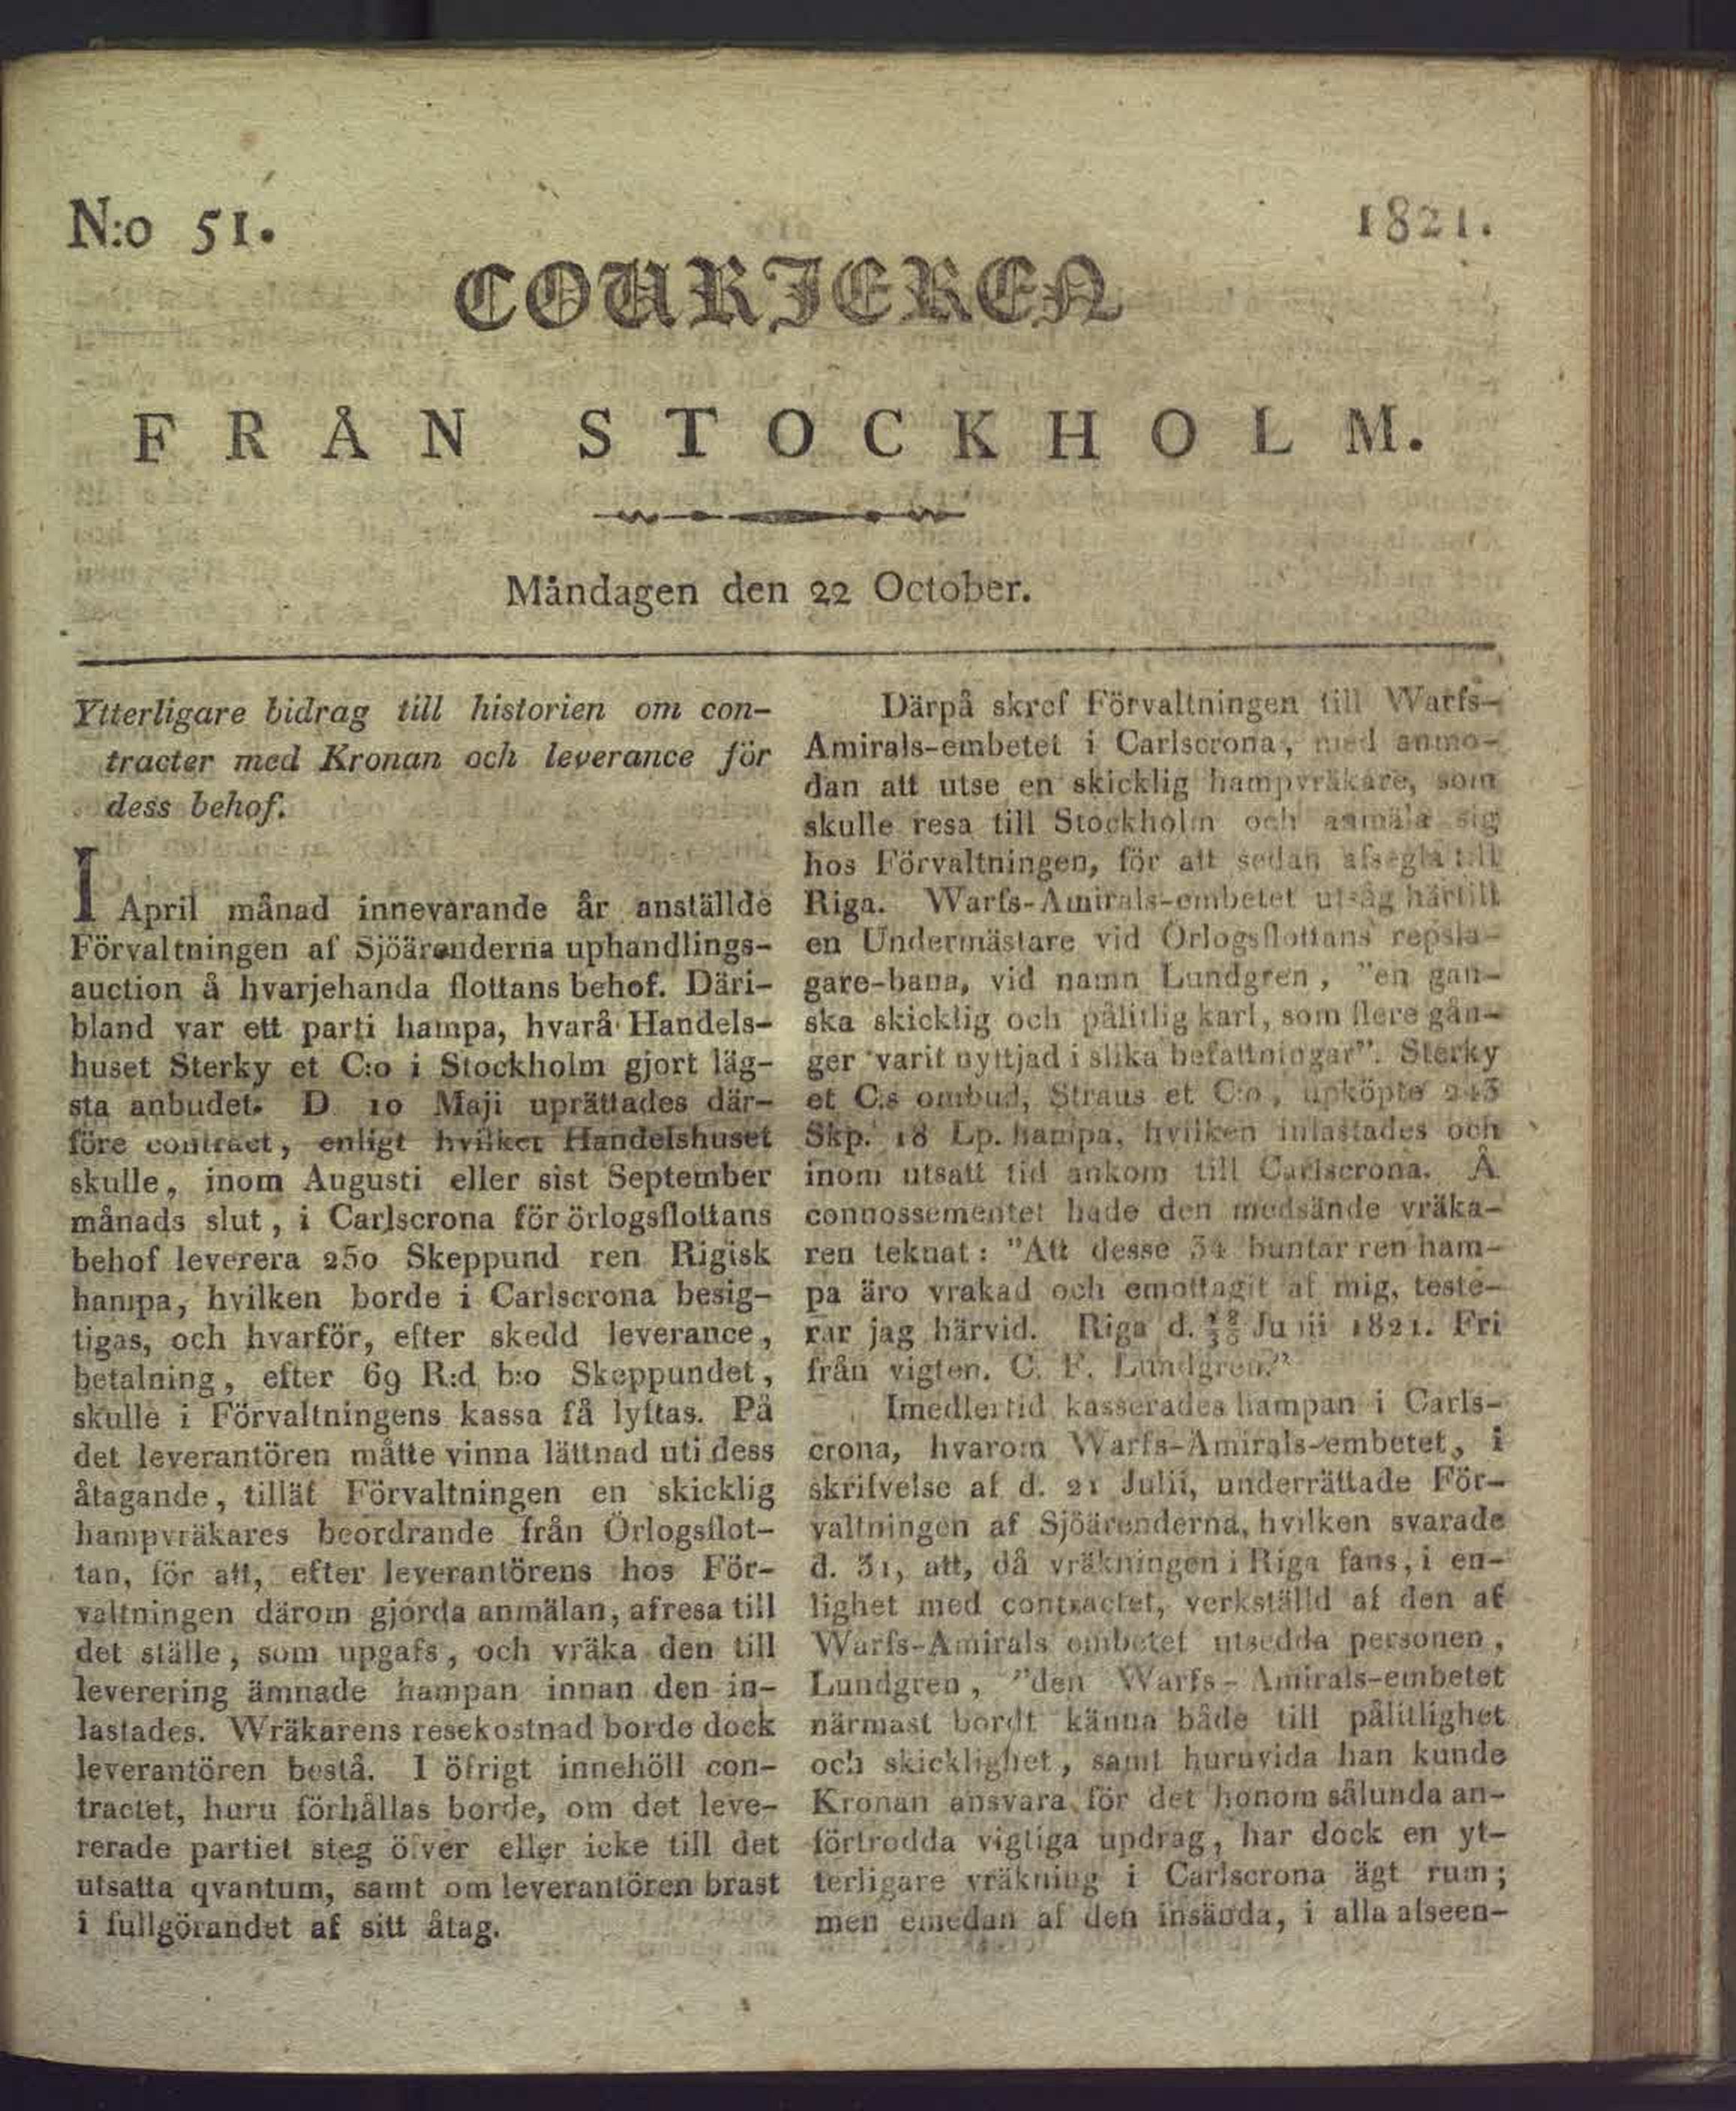 N:o 51.
1821.
COURIEREN
FRÅN STOCKHOLM.
Måndagen den 22 October.
Ytterligare bidrag till historien om con-
tracter med Kronan och leverance för
dess behof.
I April månad innevarande år anställde
Förvaltningen af Sjöärenderna uphandlings-
auction å hvarjehanda flottans behof. Däri-
bland var ett parti hampa, hvarå Handels-
huset Sterky et C:o i Stockholm gjort läg-
sta anbudet. D 10 Maji uprättades där-
före contract, enligt hvilket Handelshuset
skulle, inom Augusti eller sist September
månads slut, i Carlscrona för örlogsflottans
behof leverera 250 Skeppund ren Rigisk
hampa, hvilken borde i Carlscrona besig-
tigas, och hvarför, efter skedd leverance,
betalning, efter 69 R:d b:o Skeppundet,
skulle i Förvaltningens kassa få lyftas. På
det leverantören måtte vinna lättnad uti dess
åtagande, tillät Förvaltningen en skicklig
hampvräkares beordrande från Örlogsflot-
tan, för att, efter leverantörens hos För-
valtningen därom gjorda anmälan, afresa till
det ställe, som upgafs, och vräka den till
leverering ämnade hampan innan den in-
lastades. Wräkarens resekostnad borde dock
leverantören bestå. I öfrigt innehöll con-
tractet, huru förhållas borde, om det leve-
rerade partiet steg öfver eller icke till det
utsatta qvantum, samt om leverantören brast
i fullgörandet af sitt åtag.
Därpå skref Förvaltningen till Warfs-
Amirals-embetet i Carlscrona, med anmo-
dan att utse en skicklig hampvräkare, som
skulle resa till Stockholm och anmäla sig
hos Förvaltningen, för att sedan afsegla till
Riga. Warfs-Amirals-embetet utsåg härtill
en Undermästare vid Örlogsflottans repsla-
gare-bana, vid namn Lundgren, "en gan-
ska skicklig och pålitlig karl, som flere gån-
ger varit nyttjad i slika befattningar". Sterky
et C:s ombud, Straus et C:o, upköpte 243
Skp. 18 Lp. hampa, hvilken inlastades och
inom utsatt tid ankom till Carlscrona. Å
connossementet hade den medsände vräka-
ren teknat: "Att desse 54 buntar ren ham-
pa äro vrakad och emottagit af mig, teste-
rar jag härvid. Riga d. 18/30 Junii 1821. Fri
från vigten. C. F. Lundgren."
Imedlertid kasserades hampan i Carls-
crona, hvarom Warfs-Amirals-embetet, i
skrifvelse af d. 21 Julii, underrättade För-
valtningen af Sjöärenderna, hvilken svarade
d. 31, att, då vräkningen i Riga fans, i en-
lighet med contractet, verkställd af den af
Warfs-Amirals embetet utsedda personen,
Lundgren, "den Warfs-Amirals-embetet
närmast bordt känna både till pålitlighet
och skicklighet, samt huruvida han kunde
Kronan ansvara för det honom sålunda an-
förtrodda vigtiga updrag, har dock en yt-
terligare vräkning i Carlscrona ägt rum;
men emedan af den insända, i alla afseen-